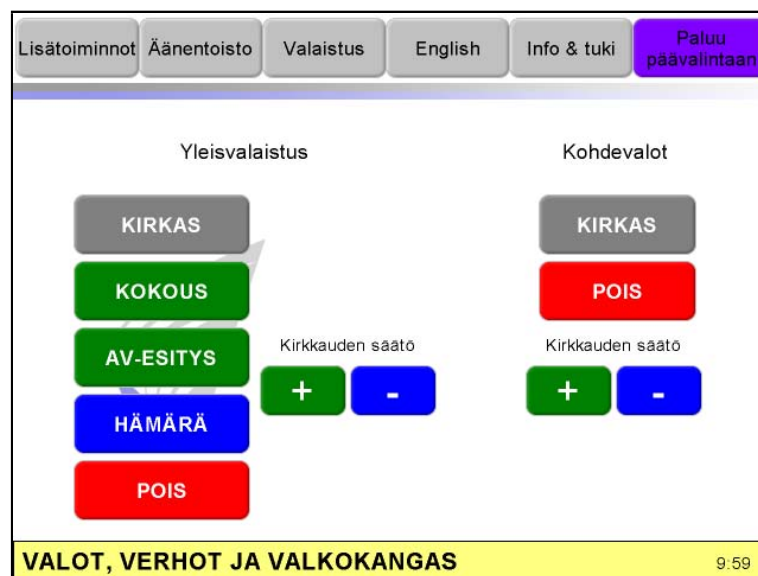 Lisätoiminnot
Äänentoisto
Valaistus
English
Info & tuki
Paluu
päävalintaan
Yleisvalaistus
Kohdevalot
KIRKAS
KOKOUS
AV-ESITYS
HÄMÄRÄ
POIS
Kirkkauden säätö
+
-
KIRKAS
POIS
Kirkkauden säätö
+
-
VALOT, VERHOT JA VALKOKANGAS
9:59